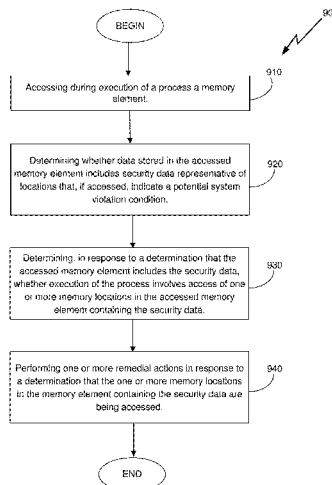 BEGIN
90
Accessing during execution of a process a memory
element.
910
Determining whether data stored in the accessed
memory element includes security data representative of
locations that, if accessed, indicate a potential system
violation condition.
920
Determining, in response to a determination that the
accessed memory element includes the security data,
whether execution of the process involves access of one
or more memory locations in the accessed memory
element containing the security data.
930
Performing one or more remedial actions in response to
a determination that the one or more memory locations
in the memory element containing the security data are
being accessed.
940
END